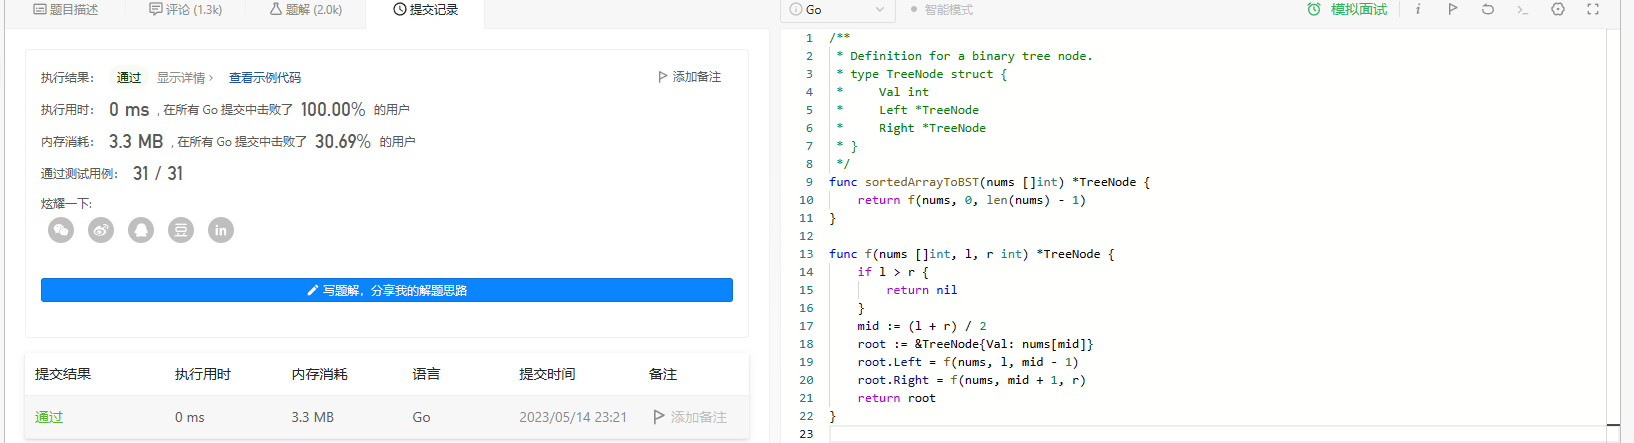 题目描述
评论 (1.3k)
题解 (2.0k)
提交记录
执行结果：
通过
显示详情 ›
查看示例代码
添加备注
执行用时：
0 ms
, 在所有 Go 提交中击败了
100.00%
的用户
内存消耗：
3.3 MB
, 在所有 Go 提交中击败了
30.69%
的用户
通过测试用例：
31 / 31
炫耀一下:
豆
in
写题解，分享我的解题思路
提交结果
执行用时
内存消耗
语言
提交时间
备注
通过
0 ms
3.3 MB
Go
2023/05/14 23:21
添加备注
Go
智能模式
模拟面试
1 /**
2  * Definition for a binary tree node.
3  * type TreeNode struct {
4  *     Val int
5  *     Left *TreeNode
6  *     Right *TreeNode
7  * }
8  */
9 func sortedArrayToBST(nums []int) *TreeNode {
10     return f(nums, 0, len(nums) - 1)
11 }
12
13 func f(nums []int, l, r int) *TreeNode {
14     if l > r {
15         return nil
16     }
17     mid := (l + r) / 2
18     root := &TreeNode{Val: nums[mid]}
19     root.Left = f(nums, l, mid - 1)
20     root.Right = f(nums, mid + 1, r)
21     return root
22 }
23